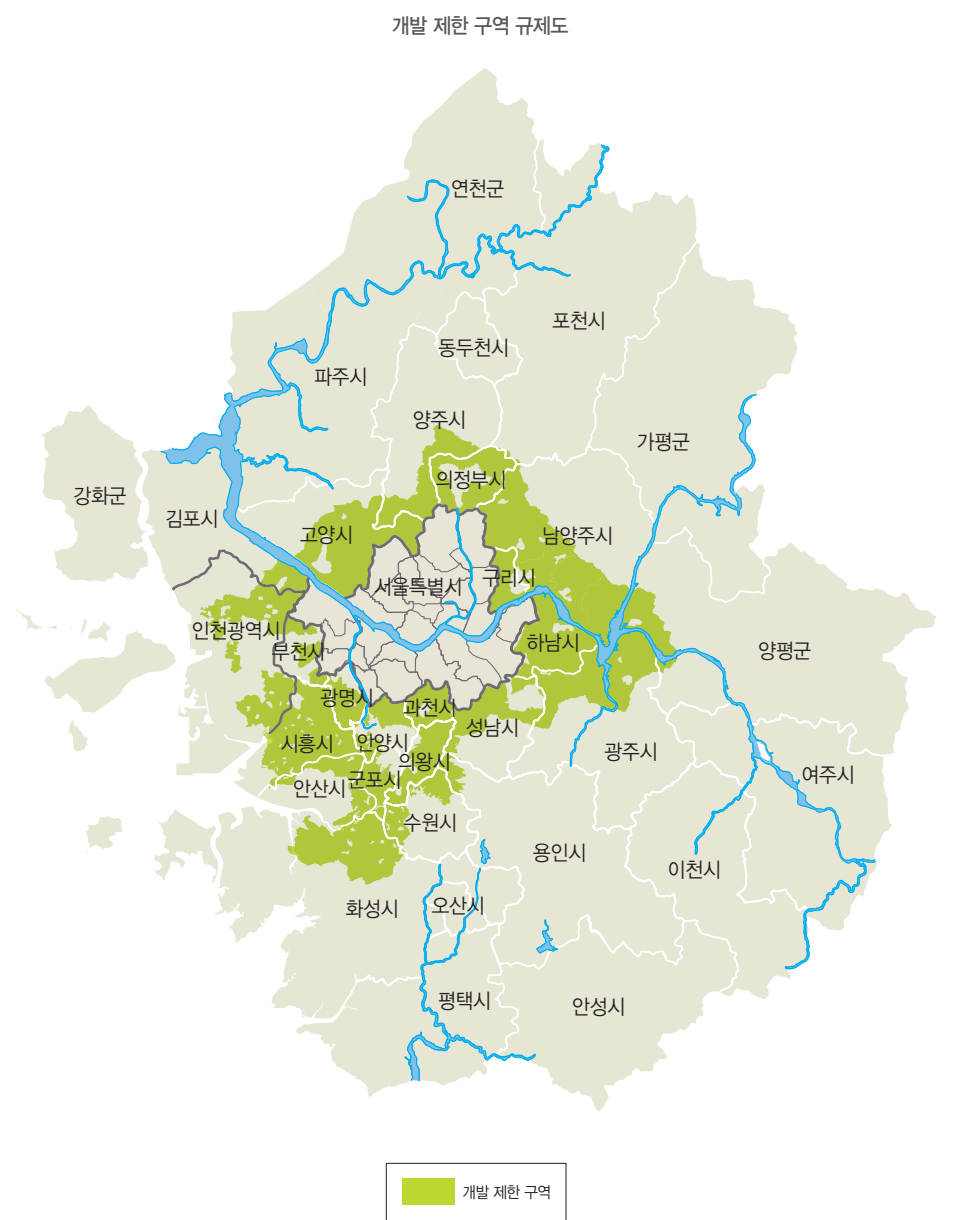 개발 제한 구역 규제도
연천군
포천시
동두천시
파주시
양주시
가평군
의정부시
강화군
김포시
고양시
남양주시
서울특별시
구리시
인천광역시
부천시
하남시
양평군
광명시
과천시
성남시
시흥시
안양시
광주시
의왕시
여주시
안산시
군포시
수원시
용인시
이천시
화성시
오산시
평택시
안성시
개발 제한 구역